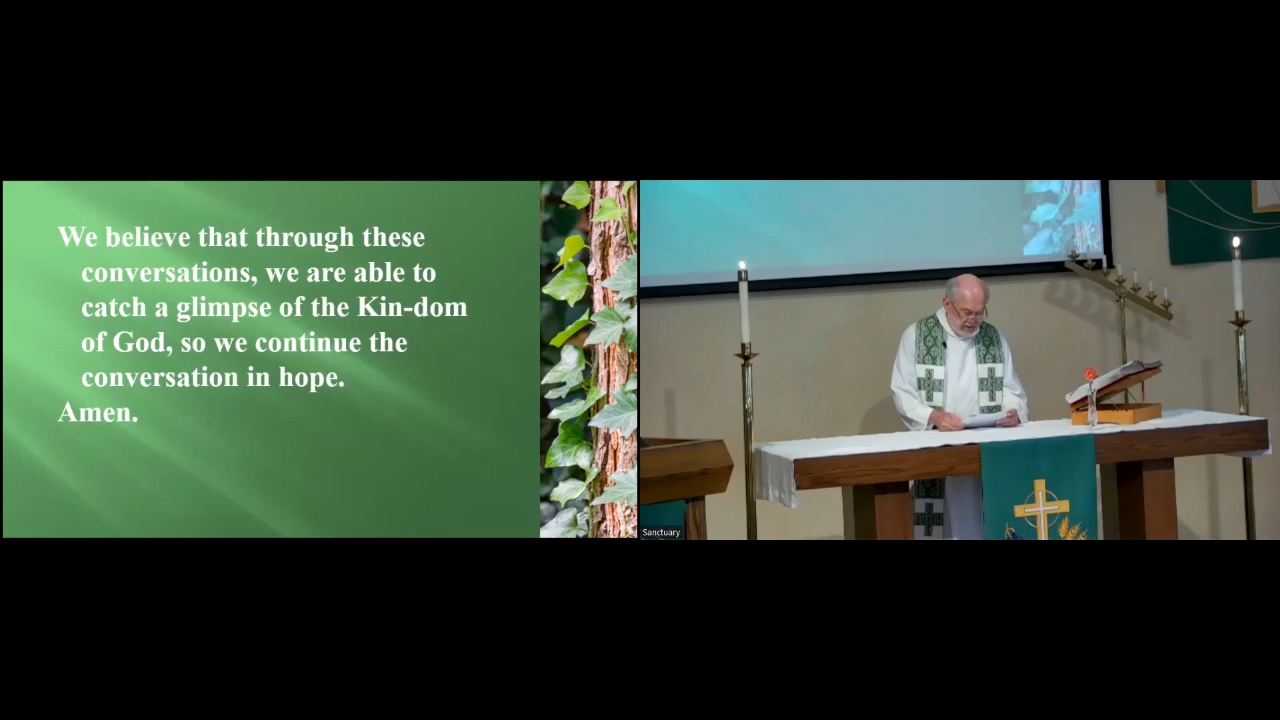 We believe that through these
conversations, we are able to
catch a glimpse of the Kin-dom
of God, so we continue the
conversation in hope.
Amen.
Sanctuary